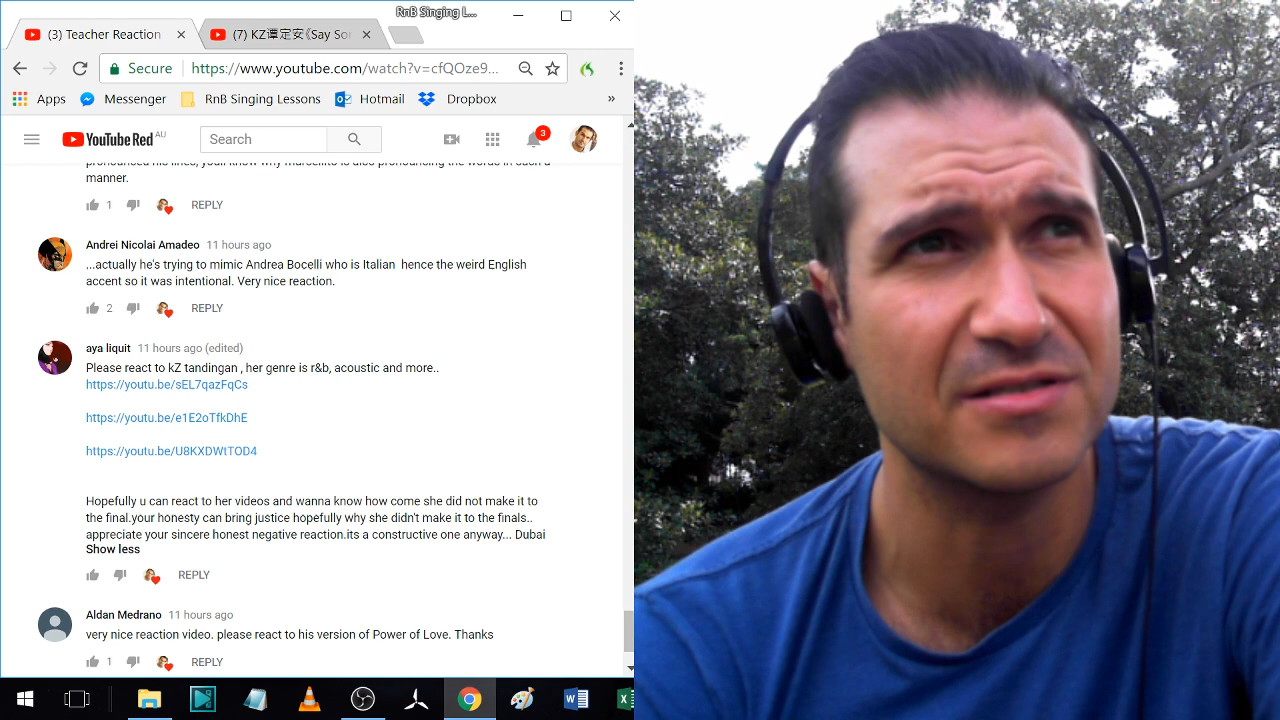 RnB Singing L...
(3) Teacher Reaction
(7) KZ谭定安《Say So
Secure
https://www.youtube.com/watch?v=cfQOze9...
Apps
Messenger
RnB Singing Lessons
Hotmail
Dropbox
»
YouTube Red AU
Search
3
manner.
1
REPLY
Andrei Nicolai Amadeo 11 hours ago
...actually he's trying to mimic Andrea Bocelli who is Italian hence the weird English
accent so it was intentional. Very nice reaction.
2
REPLY
aya liquit 11 hours ago (edited)
Please react to kZ tandingan , her genre is r&b, acoustic and more..
https://youtu.be/sEL7qazFqCs
https://youtu.be/e1E2oTfkDhE
https://youtu.be/U8KXDWtTOD4
Hopefully u can react to her videos and wanna know how come she did not make it to
the final.your honesty can bring justice hopefully why she didn't make it to the finals..
appreciate your sincere honest negative reaction.its a constructive one anyway... Dubai
Show less
REPLY
Aldan Medrano 11 hours ago
very nice reaction video. please react to his version of Power of Love. Thanks
1
REPLY